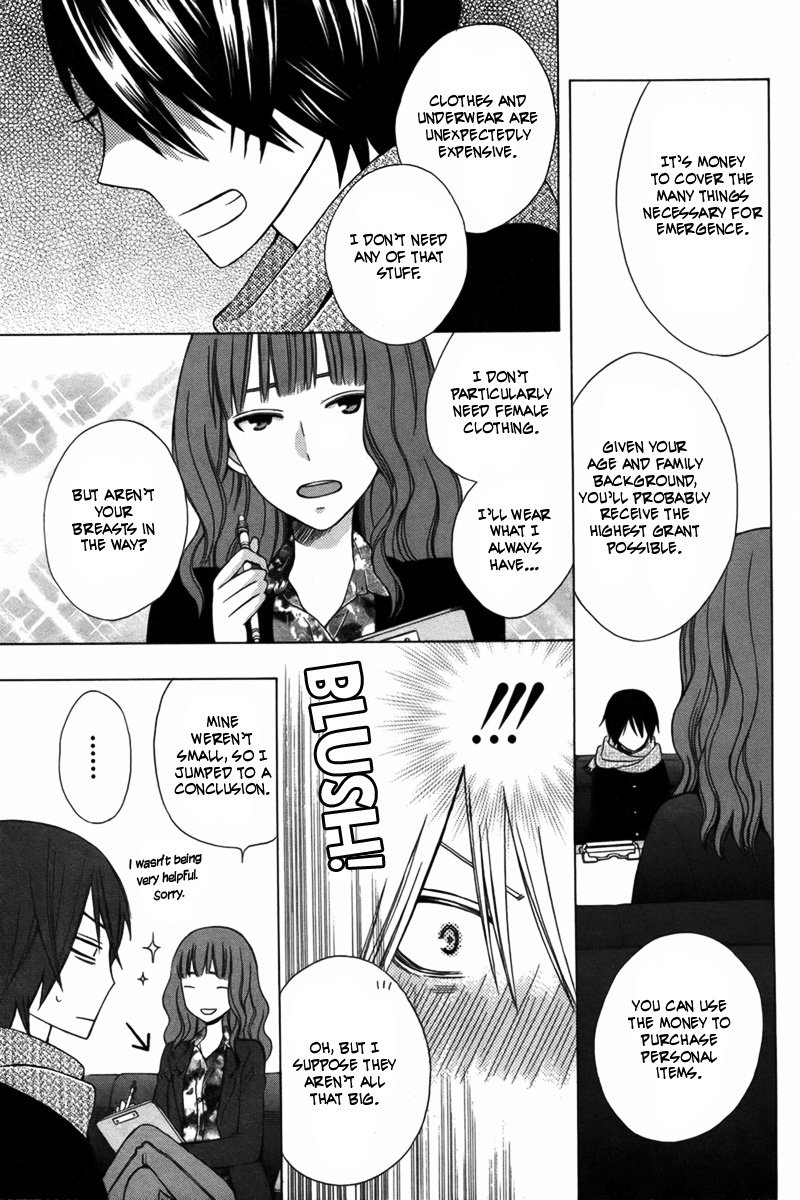 IT'S MONEY
TO COVER THE
MANY THINGS
NECESSARY FOR
EMERGENCE.
GIVEN YOUR
AGE AND FAMILY
BACKGROUND,
YOU'LL PROBABLY
RECEIVE THE
HIGHEST GRANT
POSSIBLE.
YOU CAN USE
THE MONEY TO
PURCHASE
PERSONAL
ITEMS.
CLOTHES AND
UNDERWEAR ARE
UNEXPECTEDLY
EXPENSIVE.
I DON'T NEED
ANY OF THAT
STUFF.
I DON'T
PARTICULARLY
NEED FEMALE
CLOTHING.
I'LL WEAR
WHAT I
ALWAYS
HAVE...
BUT AREN'T
YOUR
BREASTS IN
THE WAY?
!!!
BLUSH!
OH, BUT I
SUPPOSE THEY
AREN'T ALL
THAT BIG.
MINE
WEREN'T
SMALL, SO I
JUMPED TO A
CONCLUSION.
I wasn't being
very helpful.
Sorry.
......